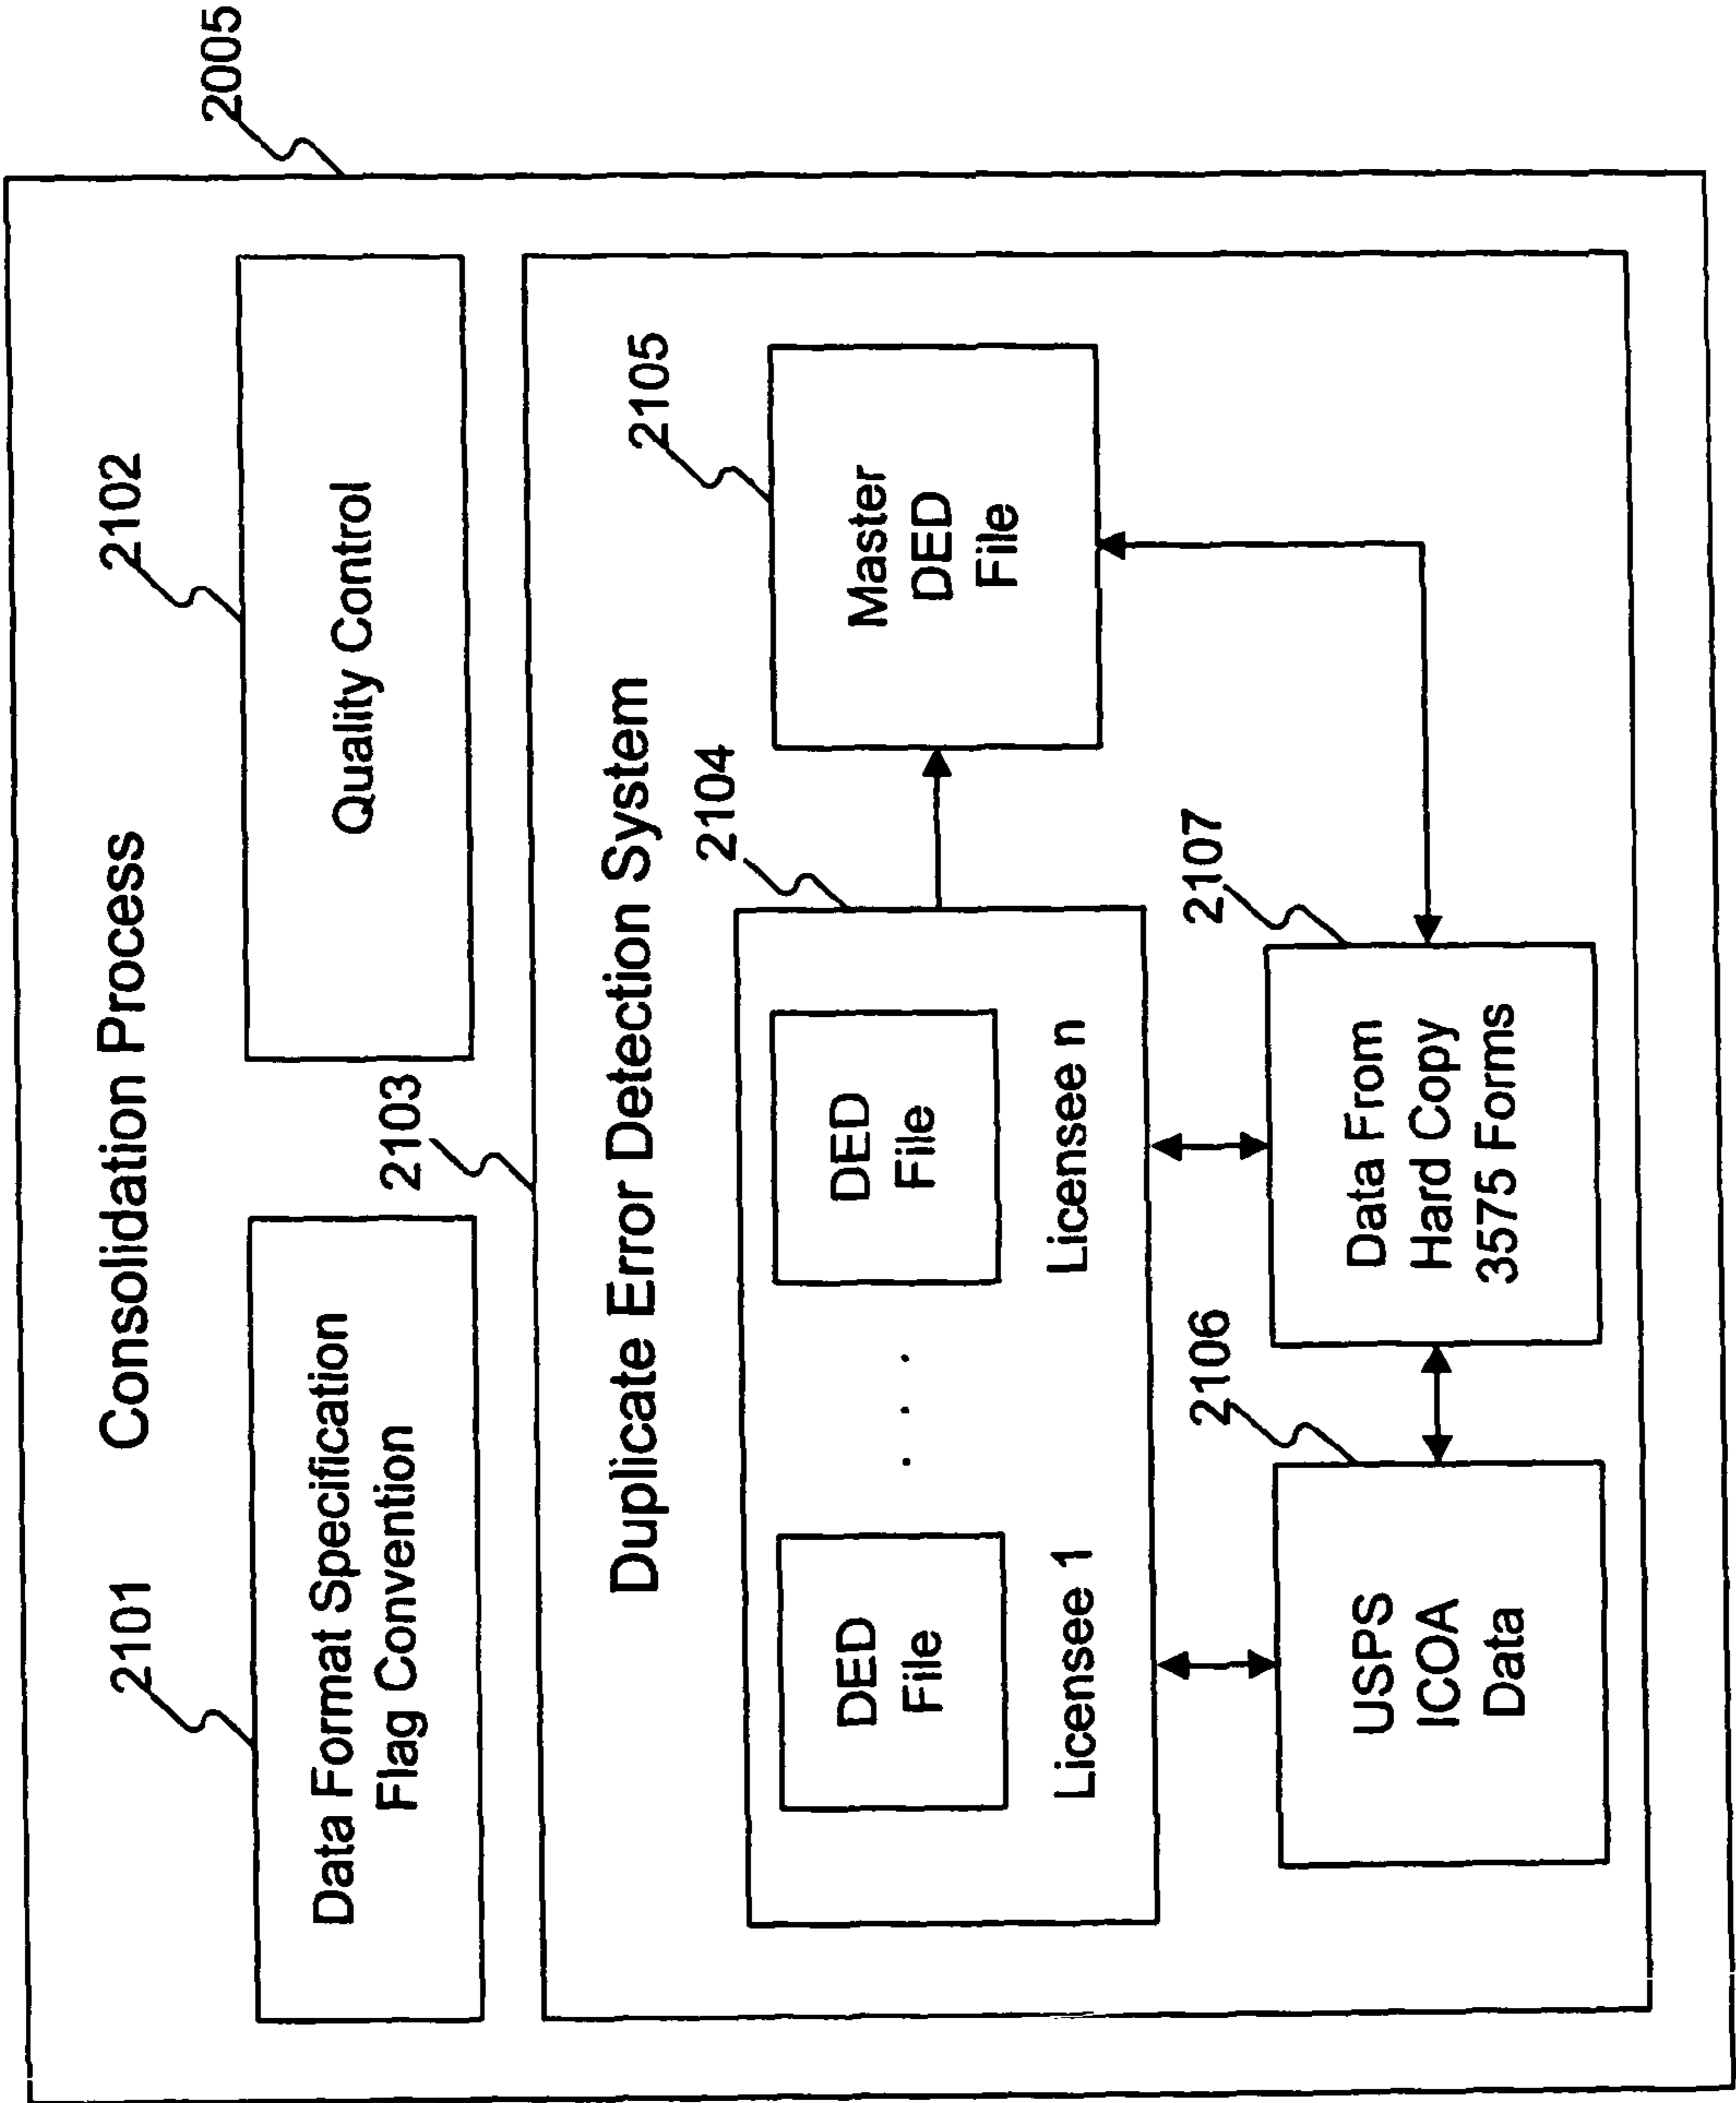 Consolidation Process
2005
2101
2102
Data Format Specification
Flag Convention
Quality Control
2103
Duplicate Error Detection System
2104
2105
DED
File
. . .
DED
File
Licensee 1
Licensee n
Master
DED
File
2106
2107
USPS
ICOA
Data
Data From
Hard Copy
3575 Forms